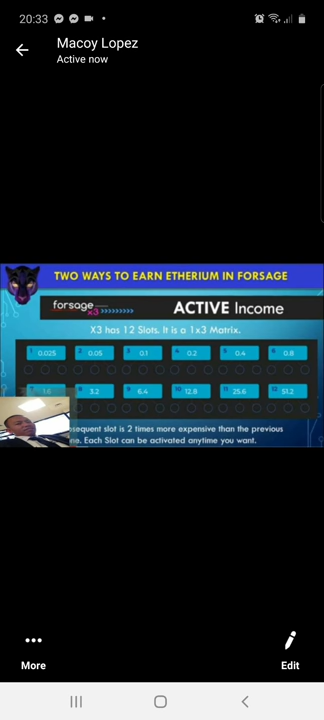 20:33
Macoy Lopez
Active now
TWO WAYS TO EARN ETHERIUM IN FORSAGE
forsage
x3 >>>>>>>>>
ACTIVE Income
X3 has 12 Slots. It is a 1x3 Matrix.
1 0.025 2 0.05 3 0.1 4 0.2 5 0.4 6 0.8
7 1.6 8 3.2 9 6.4 10 12.8 11 25.6 12 51.2
sequent slot is 2 times more expensive than the previous
ne. Each Slot can be activated anytime you want.
More
Edit